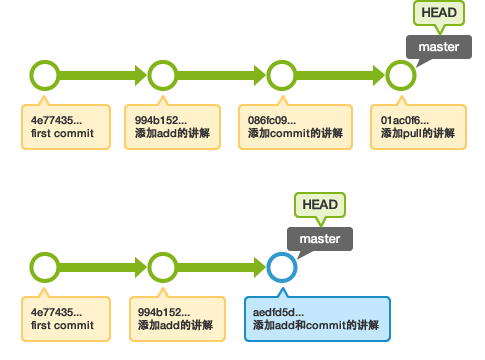 HEAD
master
4e77435...
first commit
994b152...
添加add的讲解
086fc09...
添加commit的讲解
01ac0f6...
添加pull的讲解
HEAD
master
4e77435...
first commit
994b152...
添加add的讲解
aedfd5d...
添加add和commit的讲解